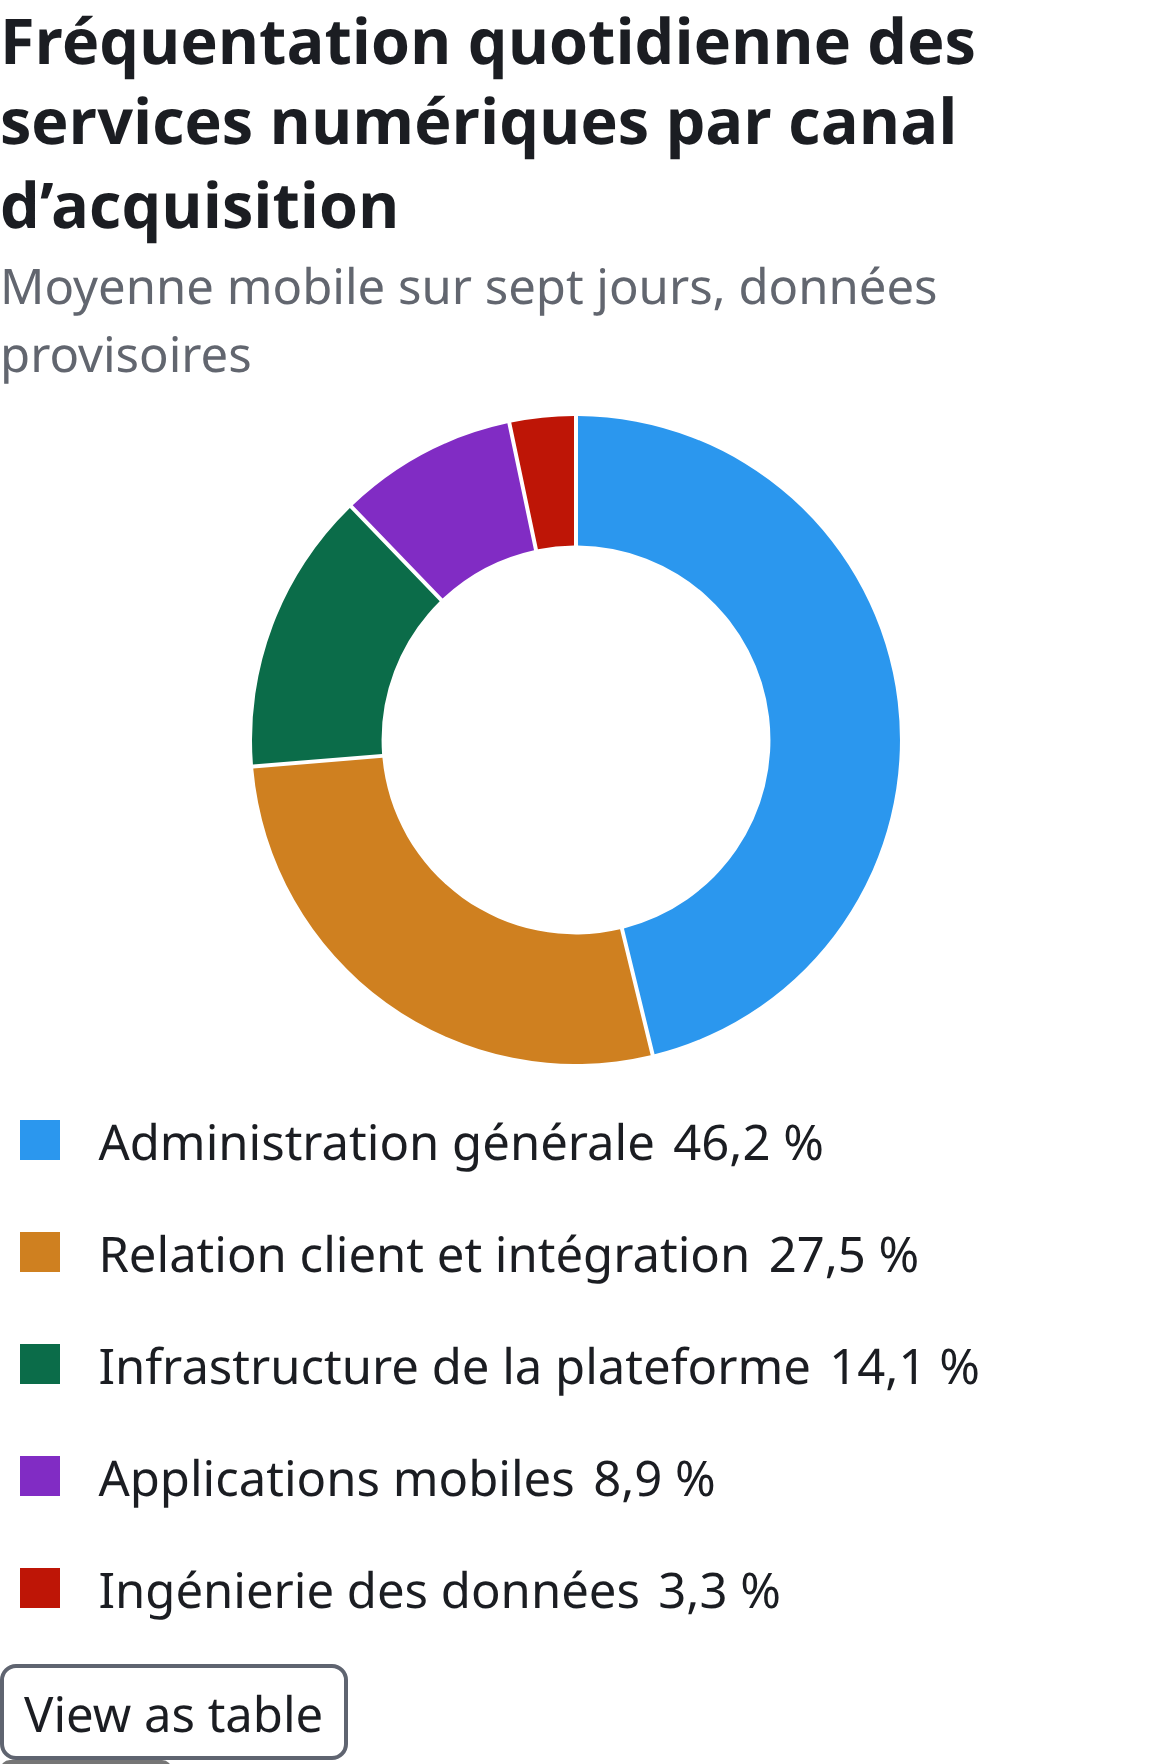 Fréquentation quotidienne des
services numériques par canal
d’acquisition
Moyenne mobile sur sept jours, données
provisoires
Administration générale 46,2 %
Relation client et intégration 27,5 %
Infrastructure de la plateforme 14,1 %
Applications mobiles 8,9 %
Ingénierie des données 3,3 %
View as table